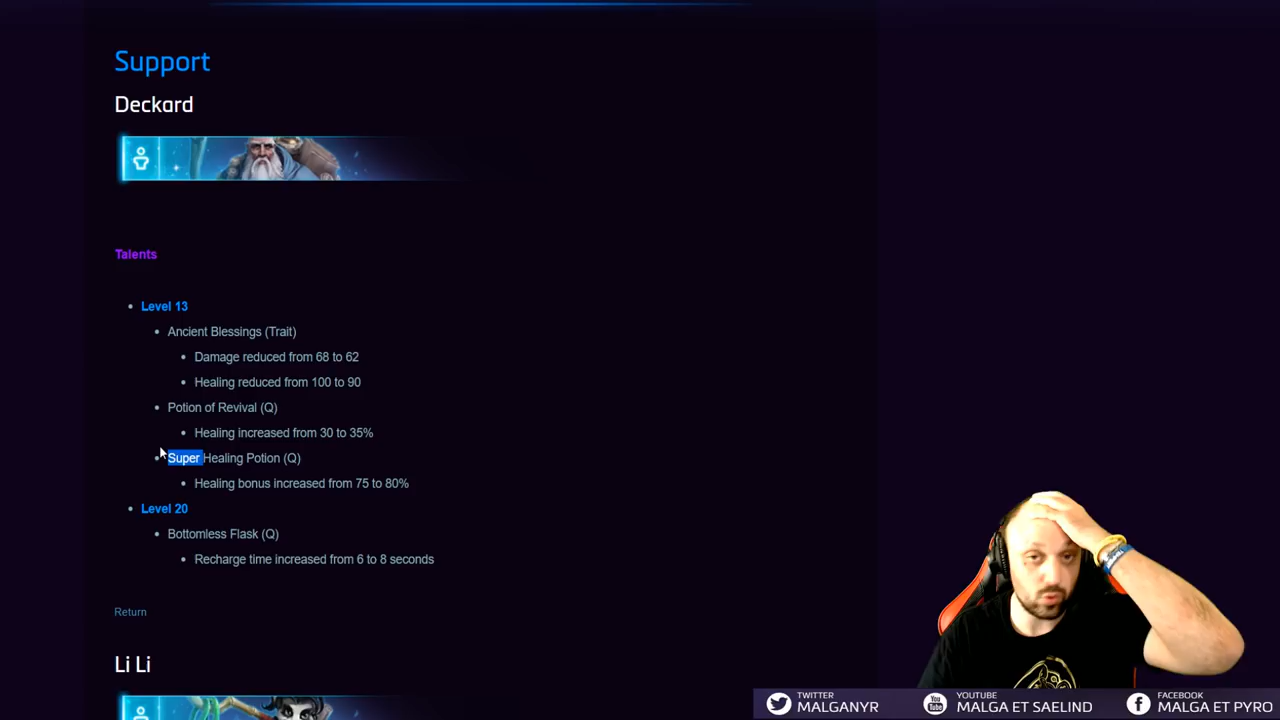 Support
Deckard
Talents
Level 13
Ancient Blessings (Trait)
Damage reduced from 68 to 62
Healing reduced from 100 to 90
Potion of Revival (Q)
Healing increased from 30 to 35%
Super Healing Potion (Q)
Healing bonus increased from 75 to 80%
Level 20
Bottomless Flask (Q)
Recharge time increased from 6 to 8 seconds
Return
Li Li
TWITTER
MALGANYR
YOUTUBE
MALGA ET SAELIND
FACEBOOK
MALGA ET PYRO